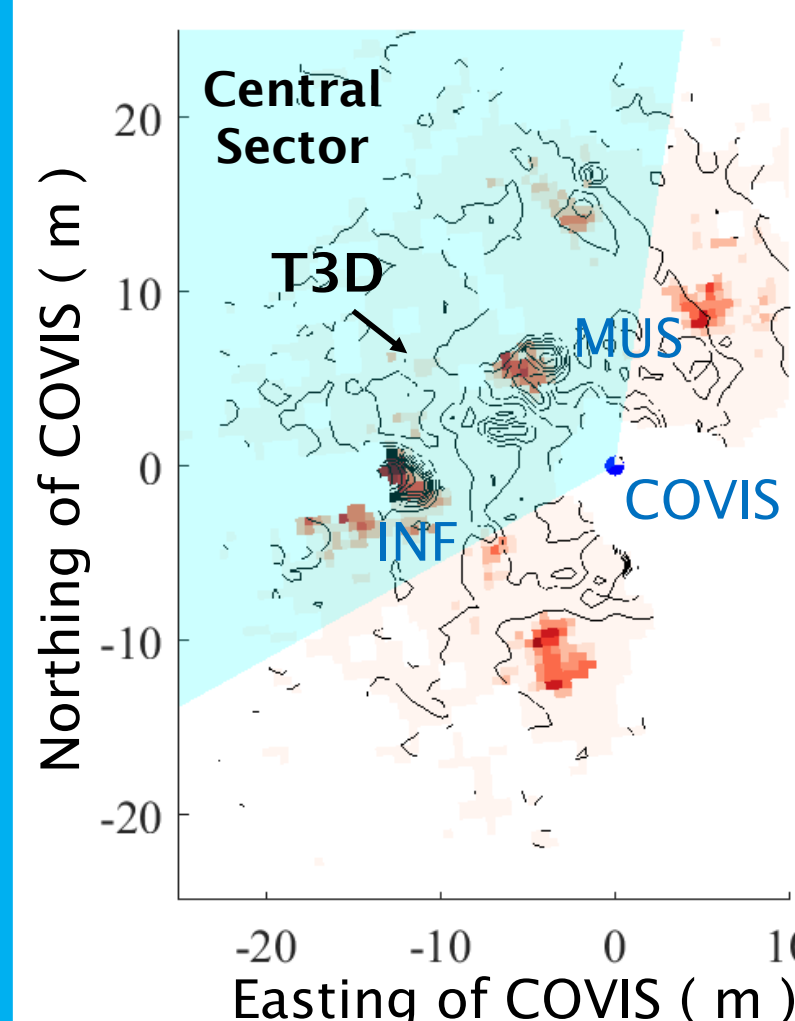 Central
Sector
T3D
MUS
COVIS
INF
Northing of COVIS ( m )
20
10
0
-10
-20
-20 -10 0
Easting of COVIS ( m )